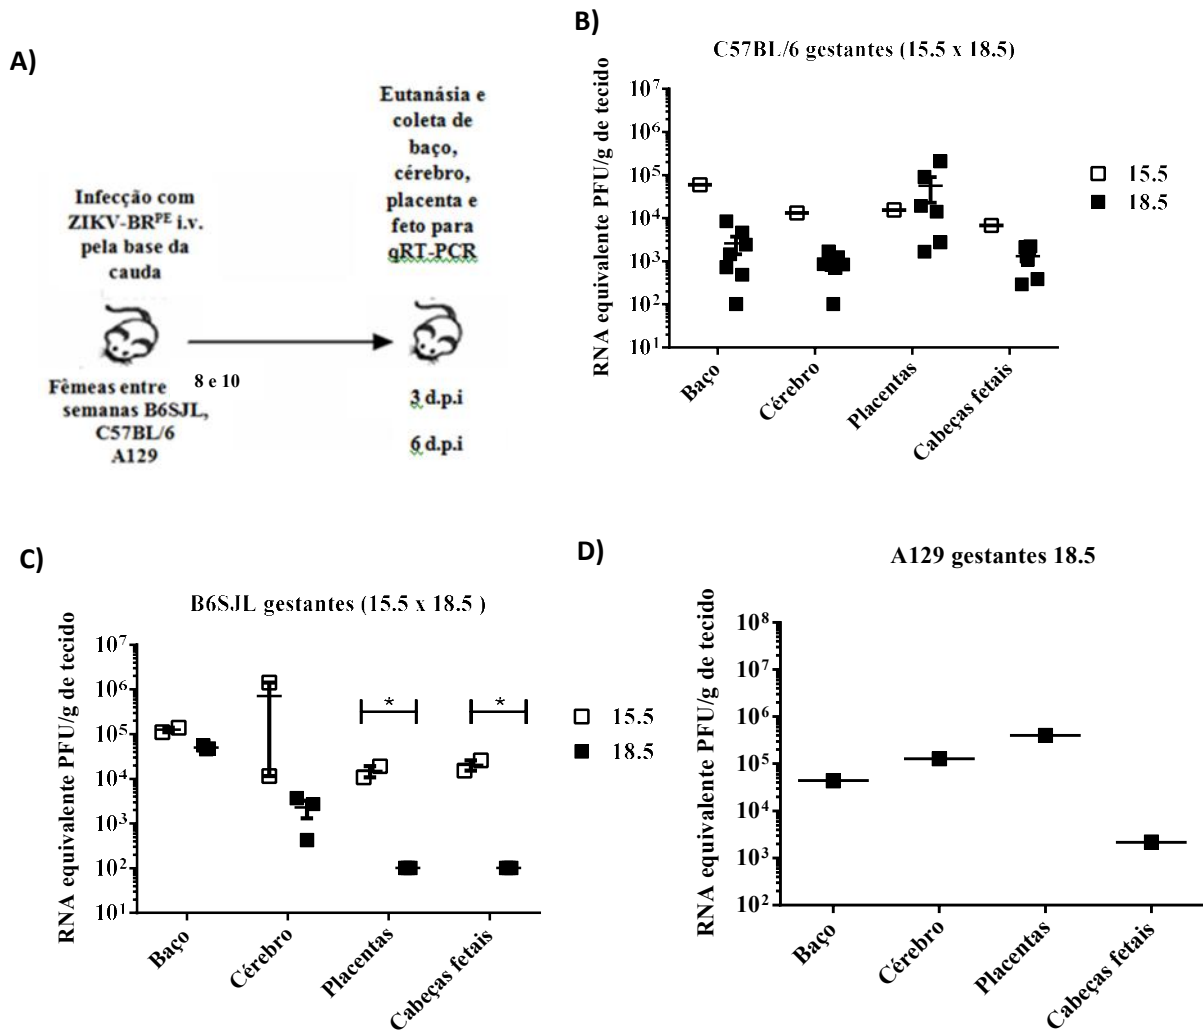 A)
Infecção com
ZIKV-BRᴾᴱ i.v.
pela base da
cauda
Eutanásia e
coleta de
baço,
cérebro,
placenta e
feto para
qRT-PCR
Fêmeas entre 8 e 10
semanas B6SJL,
C57BL/6
A129
3 d.p.i
6 d.p.i
B)
C57BL/6 gestantes (15.5 x 18.5)
RNA equivalente PFU/g de tecido
10⁷
10⁶
10⁵
10⁴
10³
10²
10¹
Baço
Cérebro
Placentas
Cabeças fetais
15.5
18.5
C)
B6SJL gestantes (15.5 x 18.5 )
RNA equivalente PFU/g de tecido
10⁷
10⁶
10⁵
10⁴
10³
10²
10¹
*
*
Baço
Cérebro
Placentas
Cabeças fetais
15.5
18.5
D)
A129 gestantes 18.5
RNA equivalente PFU/g de tecido
10⁸
10⁷
10⁶
10⁵
10⁴
10³
10²
Baço
Cérebro
Placentas
Cabeças fetais